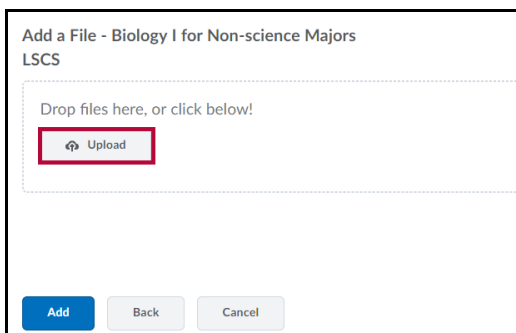 Add a File - Biology I for Non-science Majors
LSCS
Drop files here, or click below!
Upload
Add Back Cancel